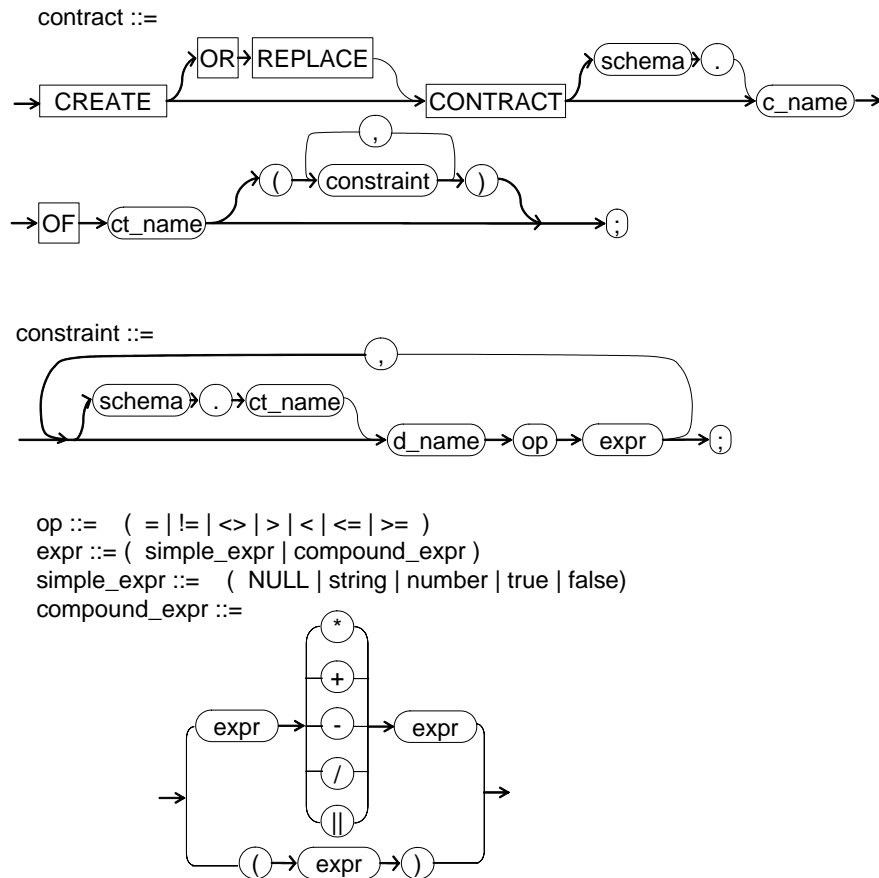 contract ::=
OR REPLACE schema .
CREATE CONTRACT c_name
,
( constraint )
OF ct_name ;
constraint ::=
,
schema . ct_name
d_name op expr ;
op ::= ( = | != | <> | > | < | <= | >= )
expr ::= ( simple_expr | compound_expr )
simple_expr ::= ( NULL | string | number | true | false)
compound_expr ::=
*
+
expr - expr
/
||
( expr )